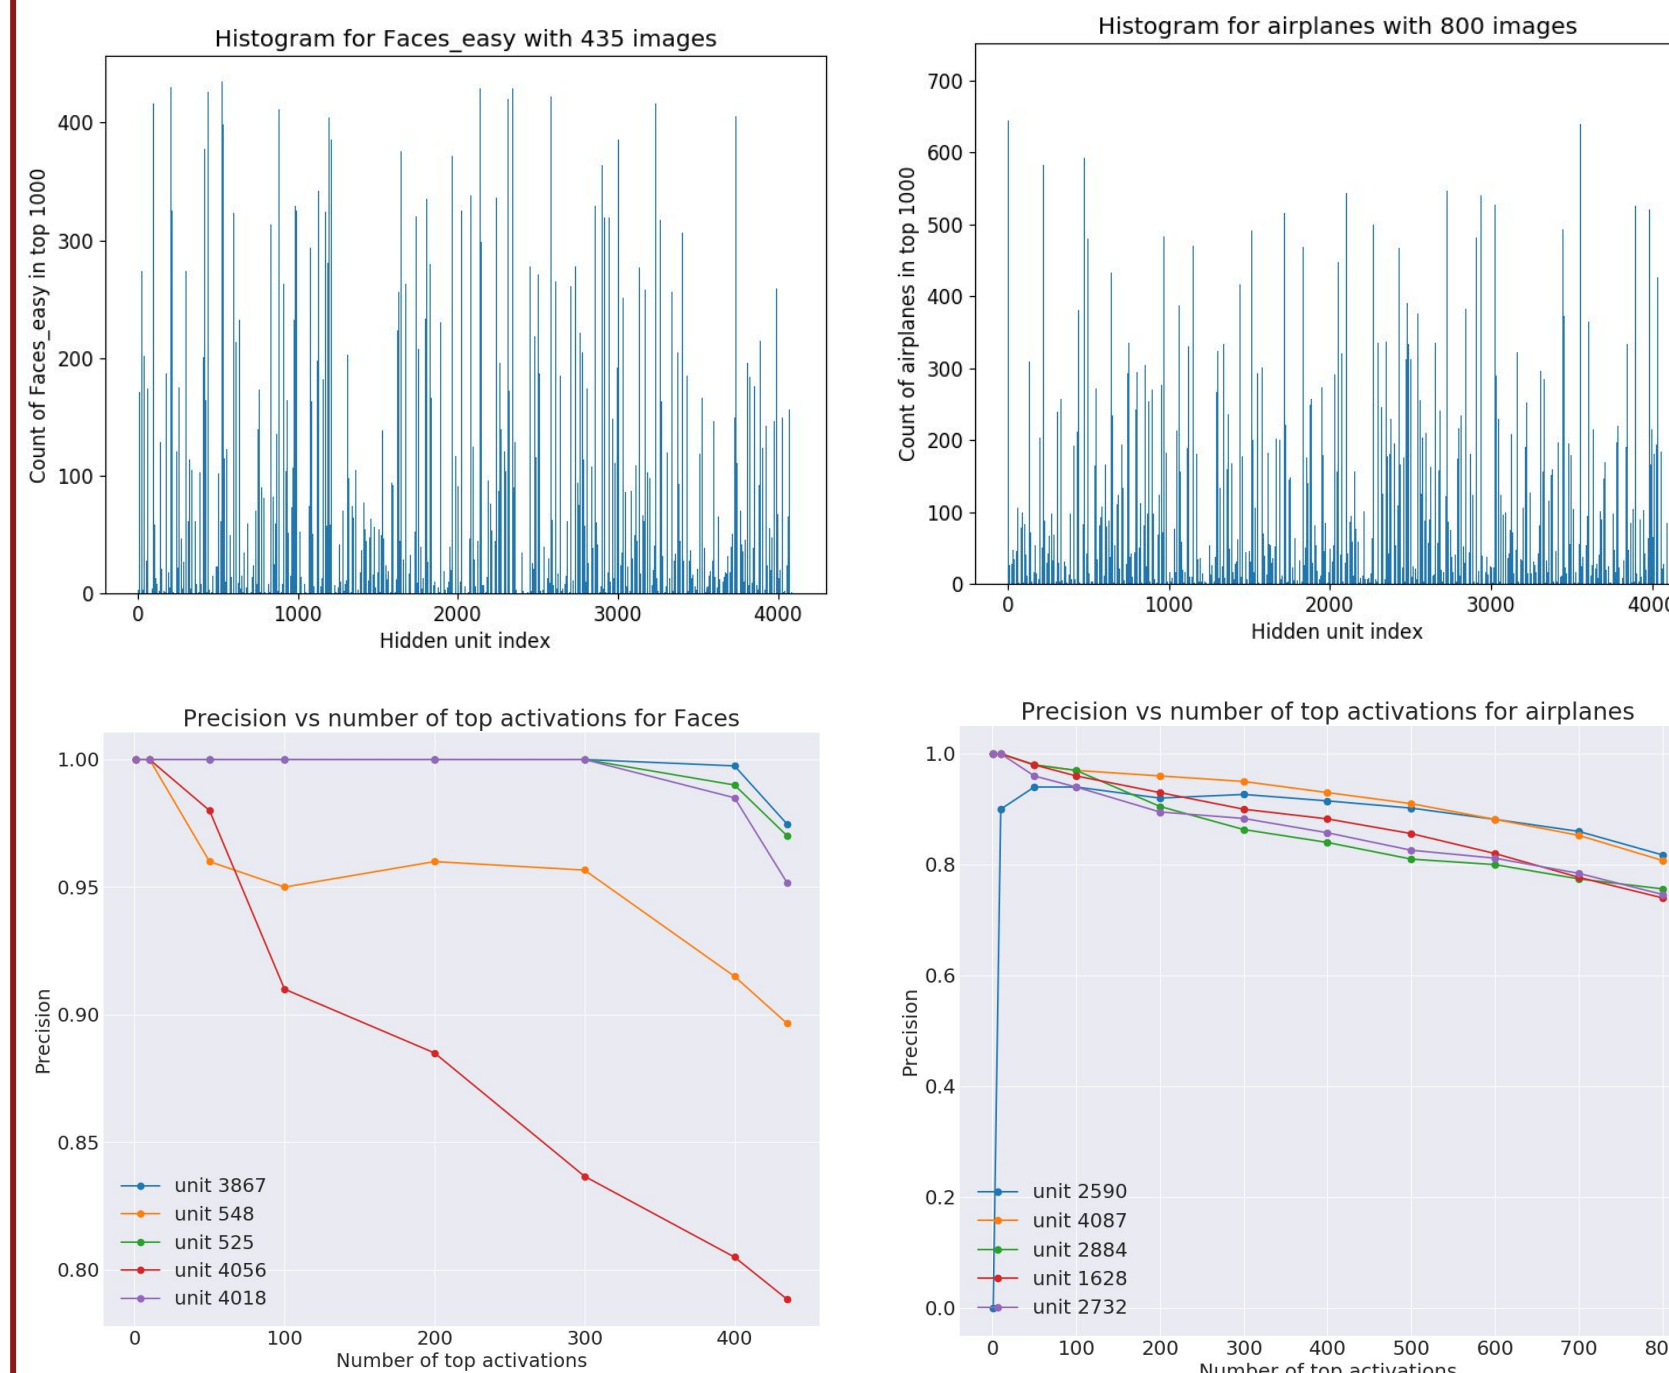 Histogram for Faces_easy with 435 images
Count of Faces_easy in top 1000
400
300
200
100
0
0 1000 2000 3000 4000
Hidden unit index
Histogram for airplanes with 800 images
Count of airplanes in top 1000
700
600
500
400
300
200
100
0
0 1000 2000 3000 400
Hidden unit index
Precision vs number of top activations for Faces
Precision
1.00
0.95
0.90
0.85
0.80
unit 3867
unit 548
unit 525
unit 4056
unit 4018
0 100 200 300 400
Number of top activations
Precision vs number of top activations for airplanes
Precision
1.0
0.8
0.6
0.4
0.2
0.0
unit 2590
unit 4087
unit 2884
unit 1628
unit 2732
0 100 200 300 400 500 600 700 80
Number of top activations